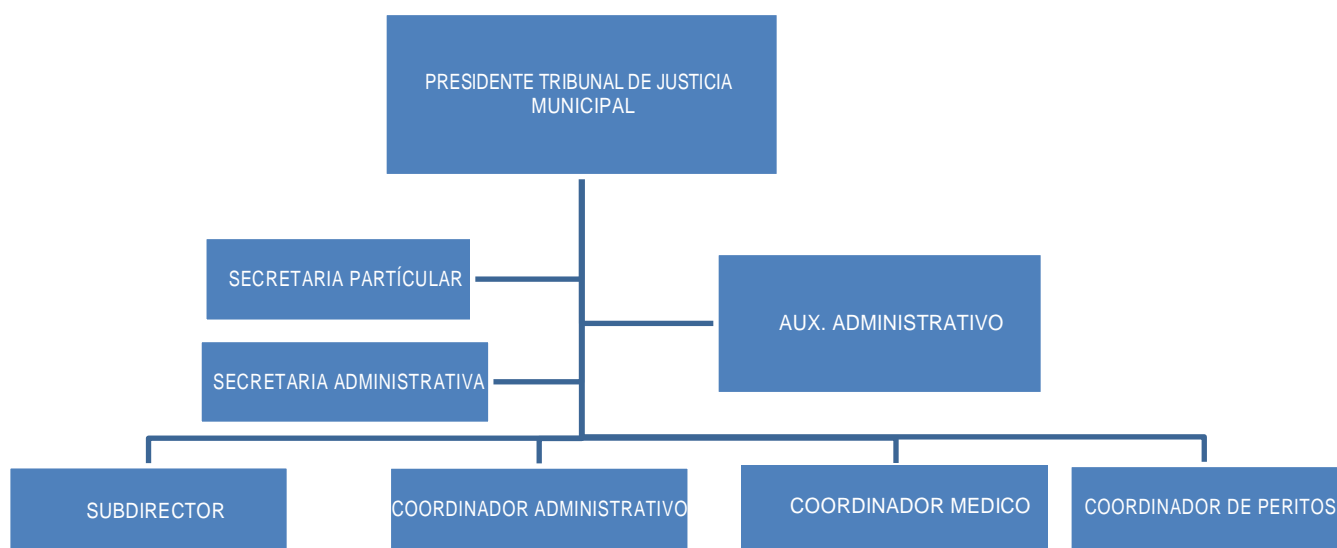 PRESIDENTE TRIBUNAL DE JUSTICIA
MUNICIPAL
SECRETARIA PARTÍCULAR
AUX. ADMINISTRATIVO
SECRETARIA ADMINISTRATIVA
SUBDIRECTOR
COORDINADOR ADMINISTRATIVO
COORDINADOR MEDICO
COORDINADOR DE PERITOS